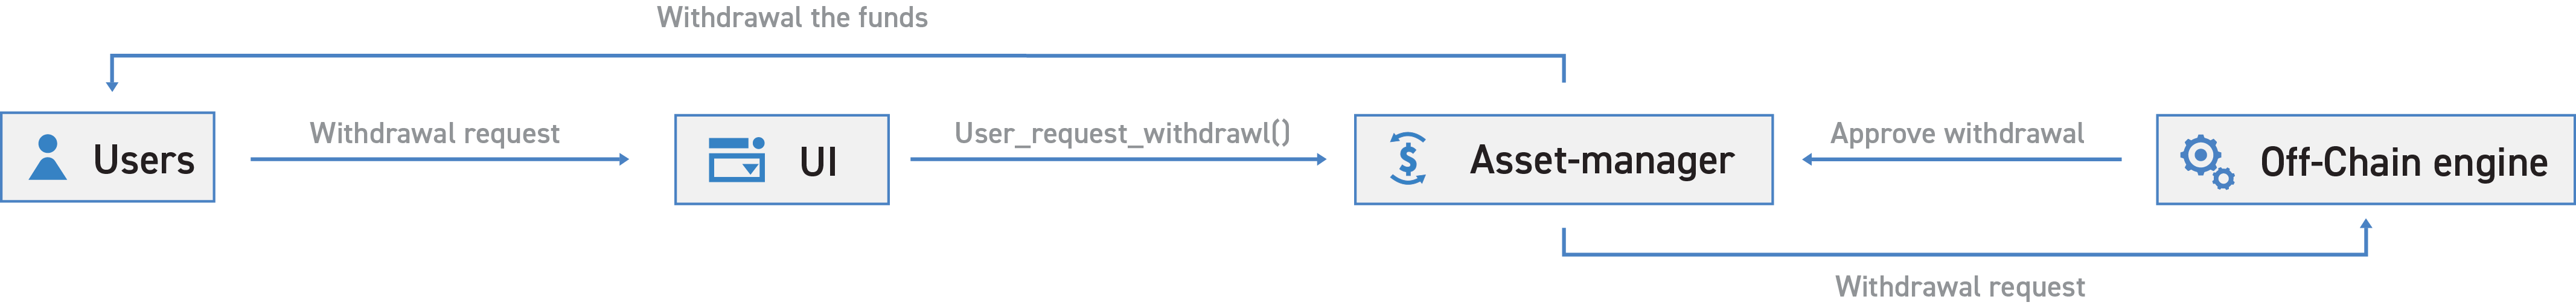 Withdrawal the funds
Users
Withdrawal request
UI
User_request_withdrawl()
Asset-manager
Approve withdrawal
Off-Chain engine
Withdrawal request